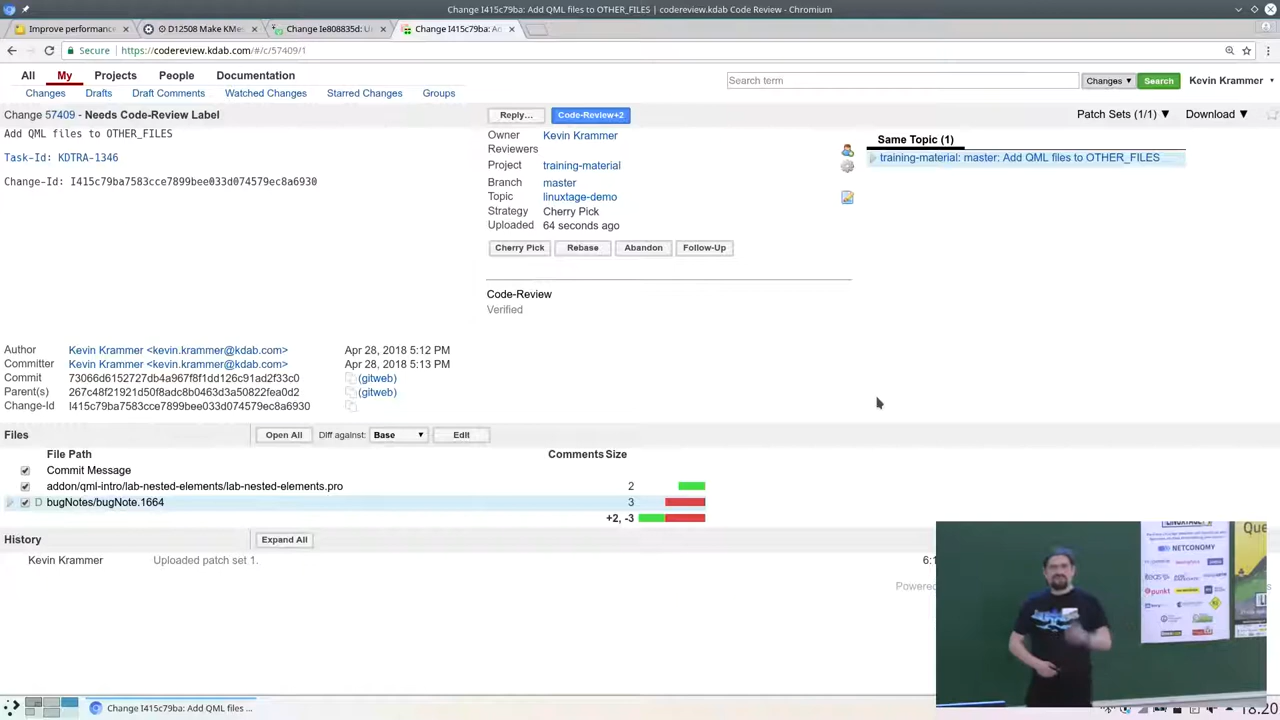 Change I415c79ba: Add QML files to OTHER_FILES | codereview.kdab Code Review - Chromium
Improve performanc
D12508 Make KMes
Change Ie808835d: U
Change I415c79ba: A
Secure https://codereview.kdab.com/#/c/57409/1
All My Projects People Documentation
Search term Changes ▼ Search Kevin Krammer ▼
Changes Drafts Draft Comments Watched Changes Starred Changes Groups
Change 57409 - Needs Code-Review Label
Reply… Code-Review+2
Patch Sets (1/1) ▼ Download ▼
Add QML files to OTHER_FILES
Task-Id: KDTRA-1346
Change-Id: I415c79ba7583cce7899bee033d074579ec8a6930
Owner Kevin Krammer
Reviewers
Project training-material
Branch master
Topic linuxtage-demo
Strategy Cherry Pick
Uploaded 64 seconds ago
Cherry Pick Rebase Abandon Follow-Up
Code-Review
Verified
Same Topic (1)
training-material: master: Add QML files to OTHER_FILES
Author Kevin Krammer <kevin.krammer@kdab.com> Apr 28, 2018 5:12 PM
Committer Kevin Krammer <kevin.krammer@kdab.com> Apr 28, 2018 5:13 PM
Commit 73066d6152727db4a967f8f1dd126c91ad2f33c0 (gitweb)
Parent(s) 267c48f21921d50f8adc8b0463d3a50822fea0d2 (gitweb)
Change-Id I415c79ba7583cce7899bee033d074579ec8a6930
Files Open All Diff against: Base ▼ Edit
File Path Comments Size
Commit Message
addon/qml-intro/lab-nested-elements/lab-nested-elements.pro 2
D bugNotes/bugNote.1664 3
+2, -3
History Expand All
Kevin Krammer Uploaded patch set 1. 6:1
Powere
NETCONOMY
punkt
Que
Change I415c79ba: Add QML files ...
18:20